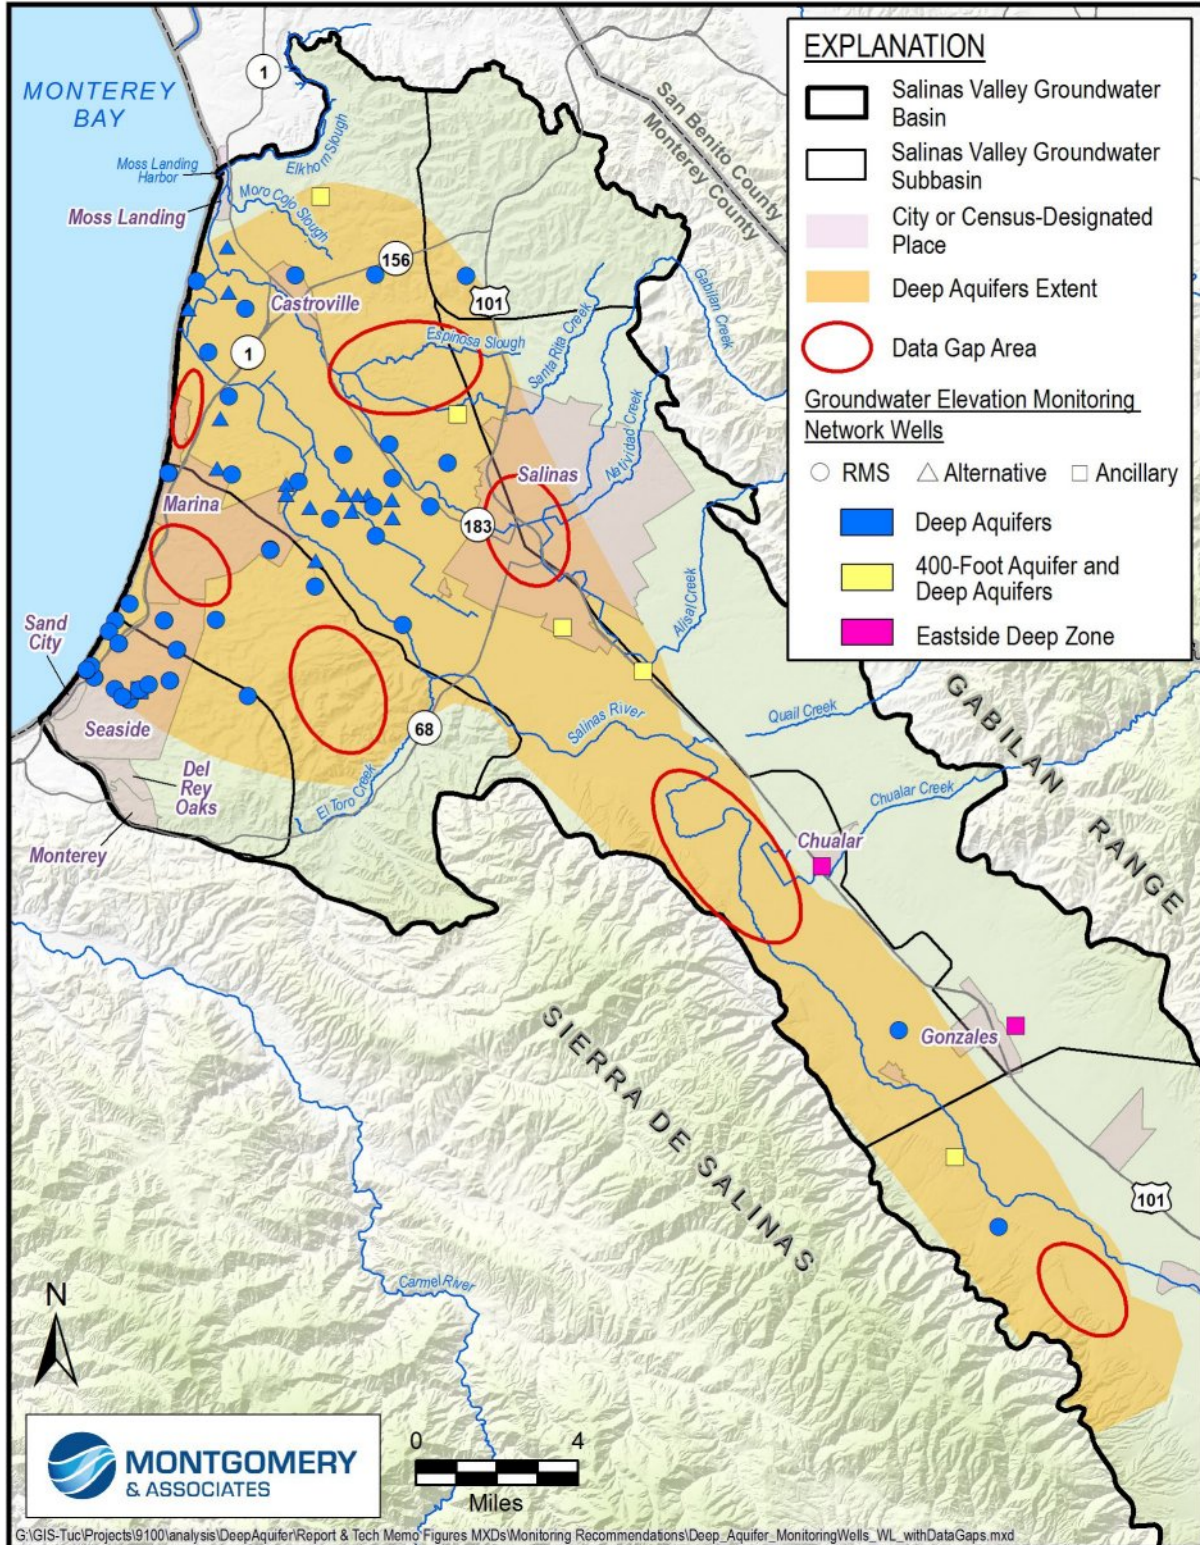 EXPLANATION
Salinas Valley Groundwater
Basin
Salinas Valley Groundwater
Subbasin
City or Census-Designated
Place
Deep Aquifers Extent
Data Gap Area
Groundwater Elevation Monitoring
Network Wells
RMS
Alternative
Ancillary
Deep Aquifers
400-Foot Aquifer and
Deep Aquifers
Eastside Deep Zone
MONTEREY
BAY
1
San Benito County
Monterey County
Moss Landing
Harbor
Elkhorn Slough
Moro Cojo Slough
Moss Landing
156
101
Castroville
Gabilan Creek
Santa Rita Creek
Espinosa Slough
1
Natividad Creek
Salinas
Marina
183
Alisal Creek
Sand
City
Seaside
68
Salinas River
Quail Creek
GABILAN
RANGE
Del
Rey
Oaks
El Toro Creek
Monterey
Chualar Creek
Chualar
Gonzales
SIERRA DE SALINAS
101
Carmel River
N
0
4
Miles
MONTGOMERY
& ASSOCIATES
G:\GIS-Tuc\Projects\9100\analysis\DeepAquifer\Report & Tech Memo Figures MXDs\Monitoring Recommendations\Deep_Aquifer_MonitoringWells_WL_withDataGaps.mxd